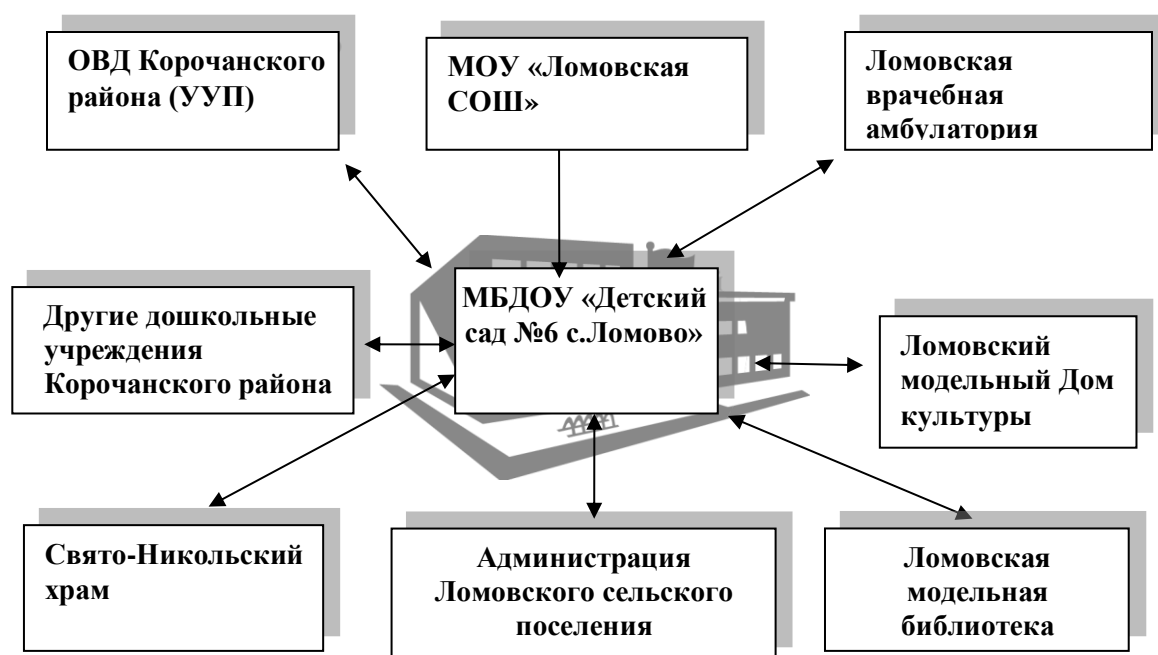 ОВД Корочанского
района (УУП)
МОУ «Ломовская
СОШ»
Ломовская
врачебная
амбулатория
МБДОУ «Детский
сад №6 с.Ломово»
Другие дошкольные
учреждения
Корочанского района
Ломовский
модельный Дом
культуры
Свято-Никольский
храм
Администрация
Ломовского сельского
поселения
Ломовская
модельная
библиотека